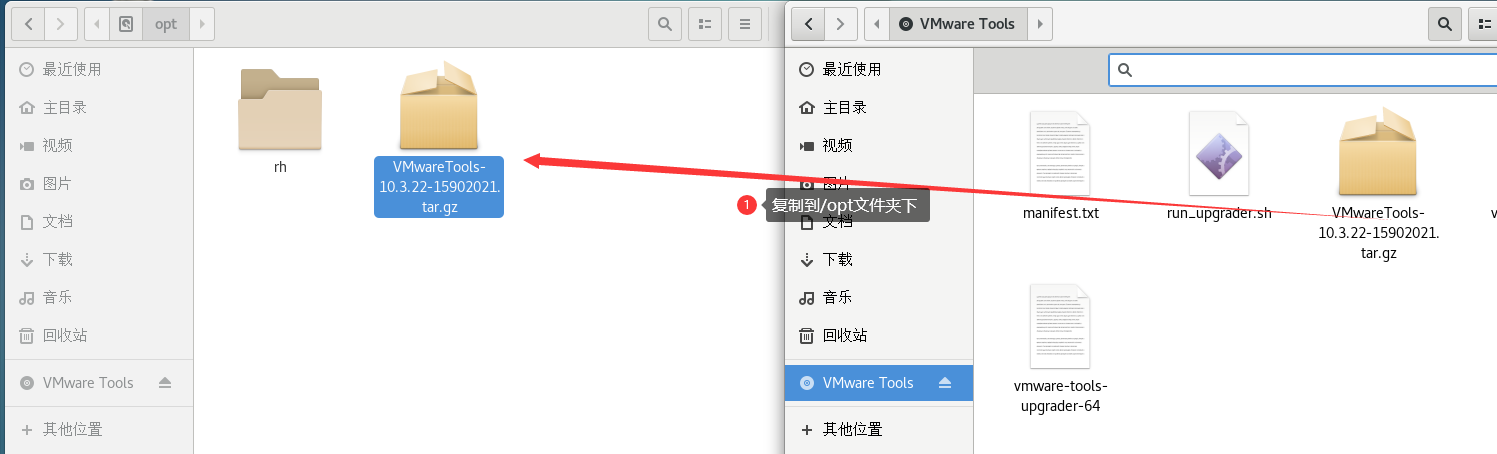 opt
最近使用
主目录
视频
图片
文档
下载
音乐
回收站
VMware Tools
其他位置
rh
VMwareTools-
10.3.22-15902021.
tar.gz
1
复制到/opt文件夹下
VMware Tools
最近使用
主目录
视频
图片
文档
下载
音乐
回收站
VMware Tools
其他位置
manifest.txt
run_upgrader.sh
VMwareTools-
10.3.22-15902021.
tar.gz
v
vmware-tools-
upgrader-64